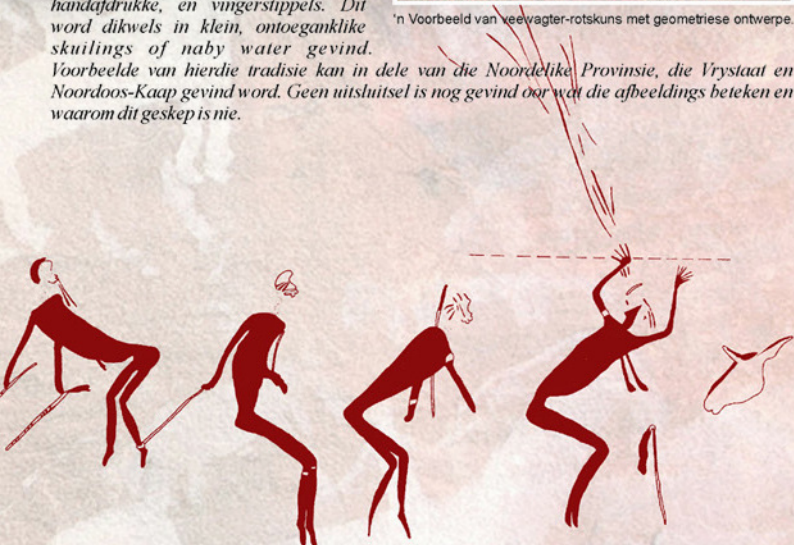 handafdrukke, en vingerstippels. Dit
word dikwels in klein, ontoeganklike
skuilings of naby water gevind.
'n Voorbeeld van veewagter-rotskuns met geometriese ontwerpe.
Voorbeelde van hierdie tradisie kan in dele van die Noordelike Provinsie, die Vrystaat en
Noordoos-Kaap gevind word. Geen uitsluitsel is nog gevind oor wat die afbeeldings beteken en
waarom dit geskep is nie.